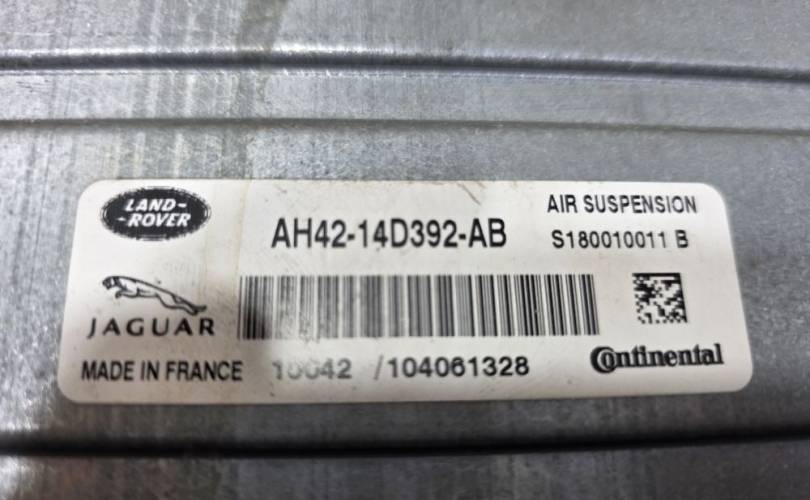 LAND-
-ROVER
AH42-14D392-AB
AIR SUSPENSION
S180010011 B
JAGUAR
MADE IN FRANCE
/104061328
Continental